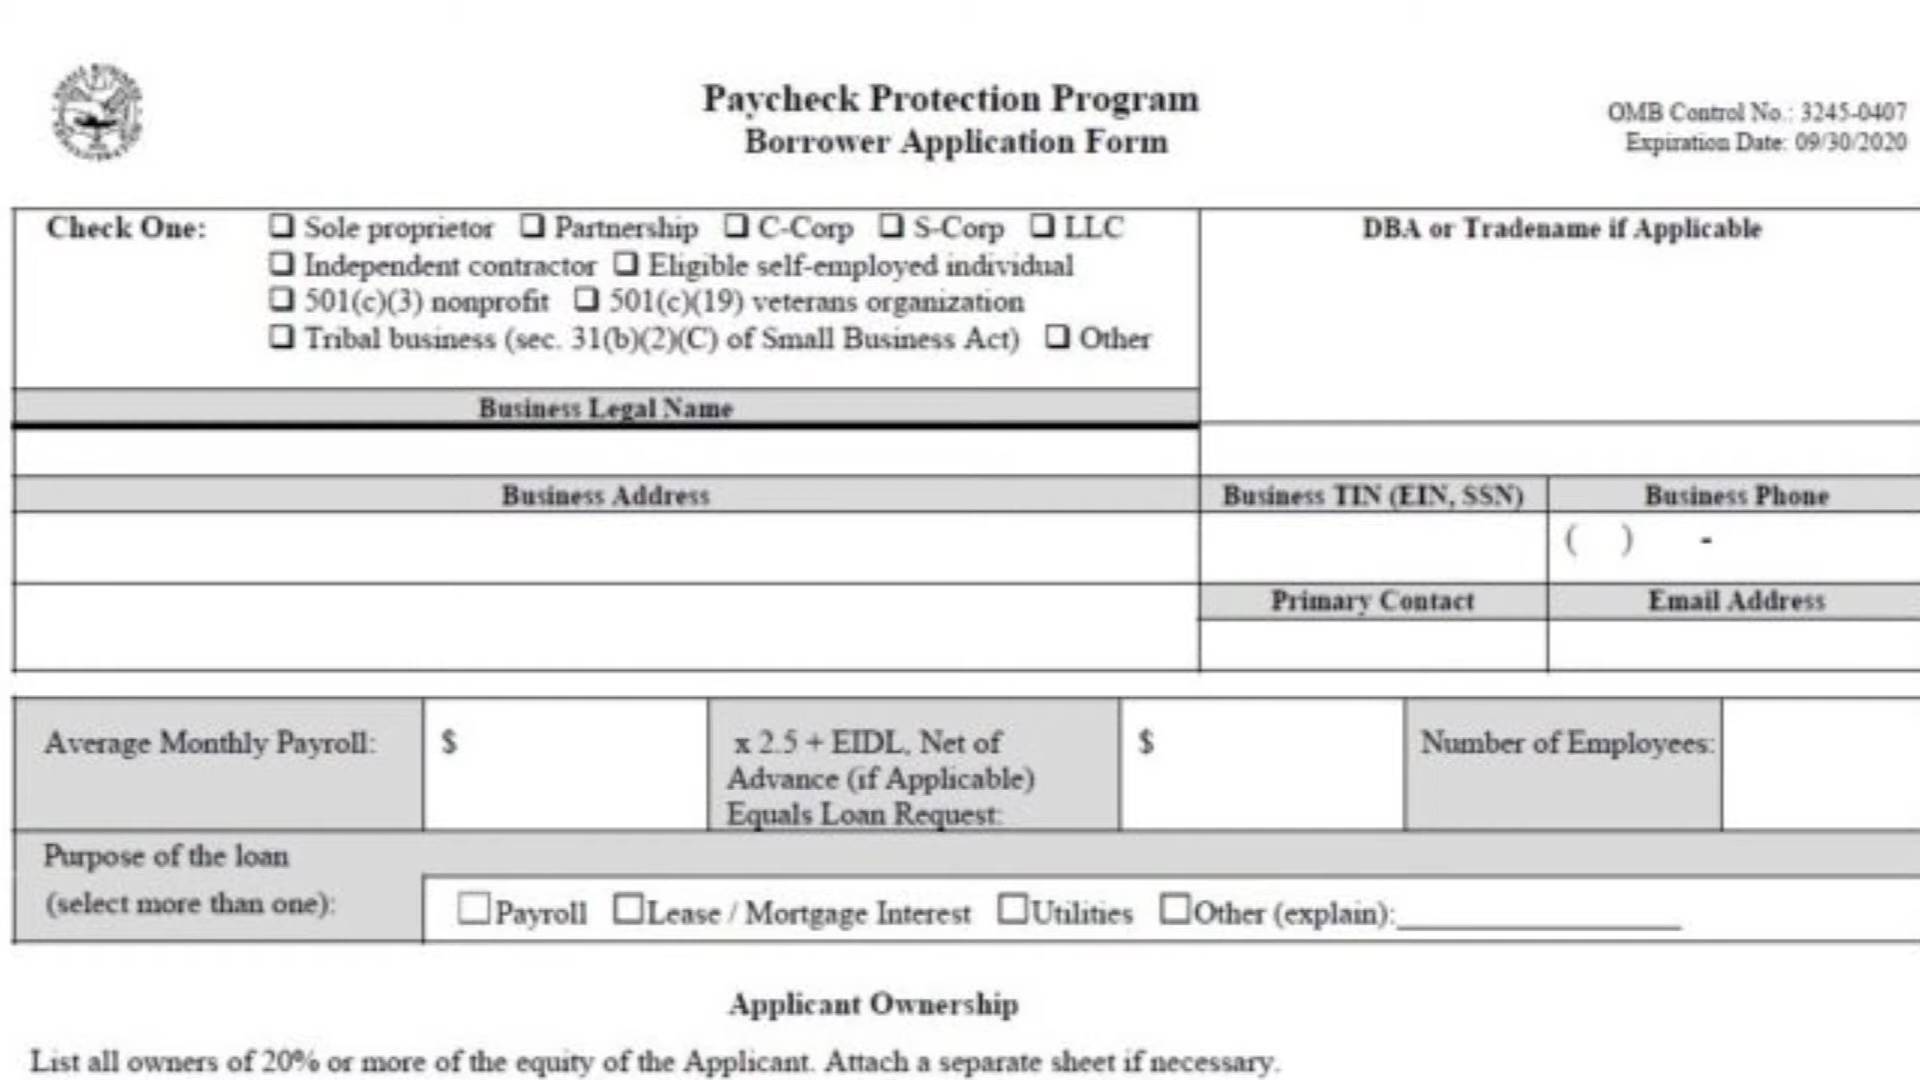 Paycheck Protection Program
Borrower Application Form
OMB Control No.: 3245-0407
Expiration Date: 09/30/2020
Check One: ❑ Sole proprietor ❑ Partnership ❑ C-Corp ❑ S-Corp ❑ LLC
❑ Independent contractor ❑ Eligible self-employed individual
❑ 501(c)(3) nonprofit ❑ 501(c)(19) veterans organization
❑ Tribal business (sec. 31(b)(2)(C) of Small Business Act) ❑ Other
DBA or Tradename if Applicable
Business Legal Name
Business Address
Business TIN (EIN, SSN)
Business Phone
( ) -
Primary Contact
Email Address
Average Monthly Payroll:
$
x 2.5 + EIDL, Net of
Advance (if Applicable)
Equals Loan Request:
$
Number of Employees:
Purpose of the loan
(select more than one):
☐Payroll ☐Lease / Mortgage Interest ☐Utilities ☐Other (explain):____________________
Applicant Ownership
List all owners of 20% or more of the equity of the Applicant. Attach a separate sheet if necessary.